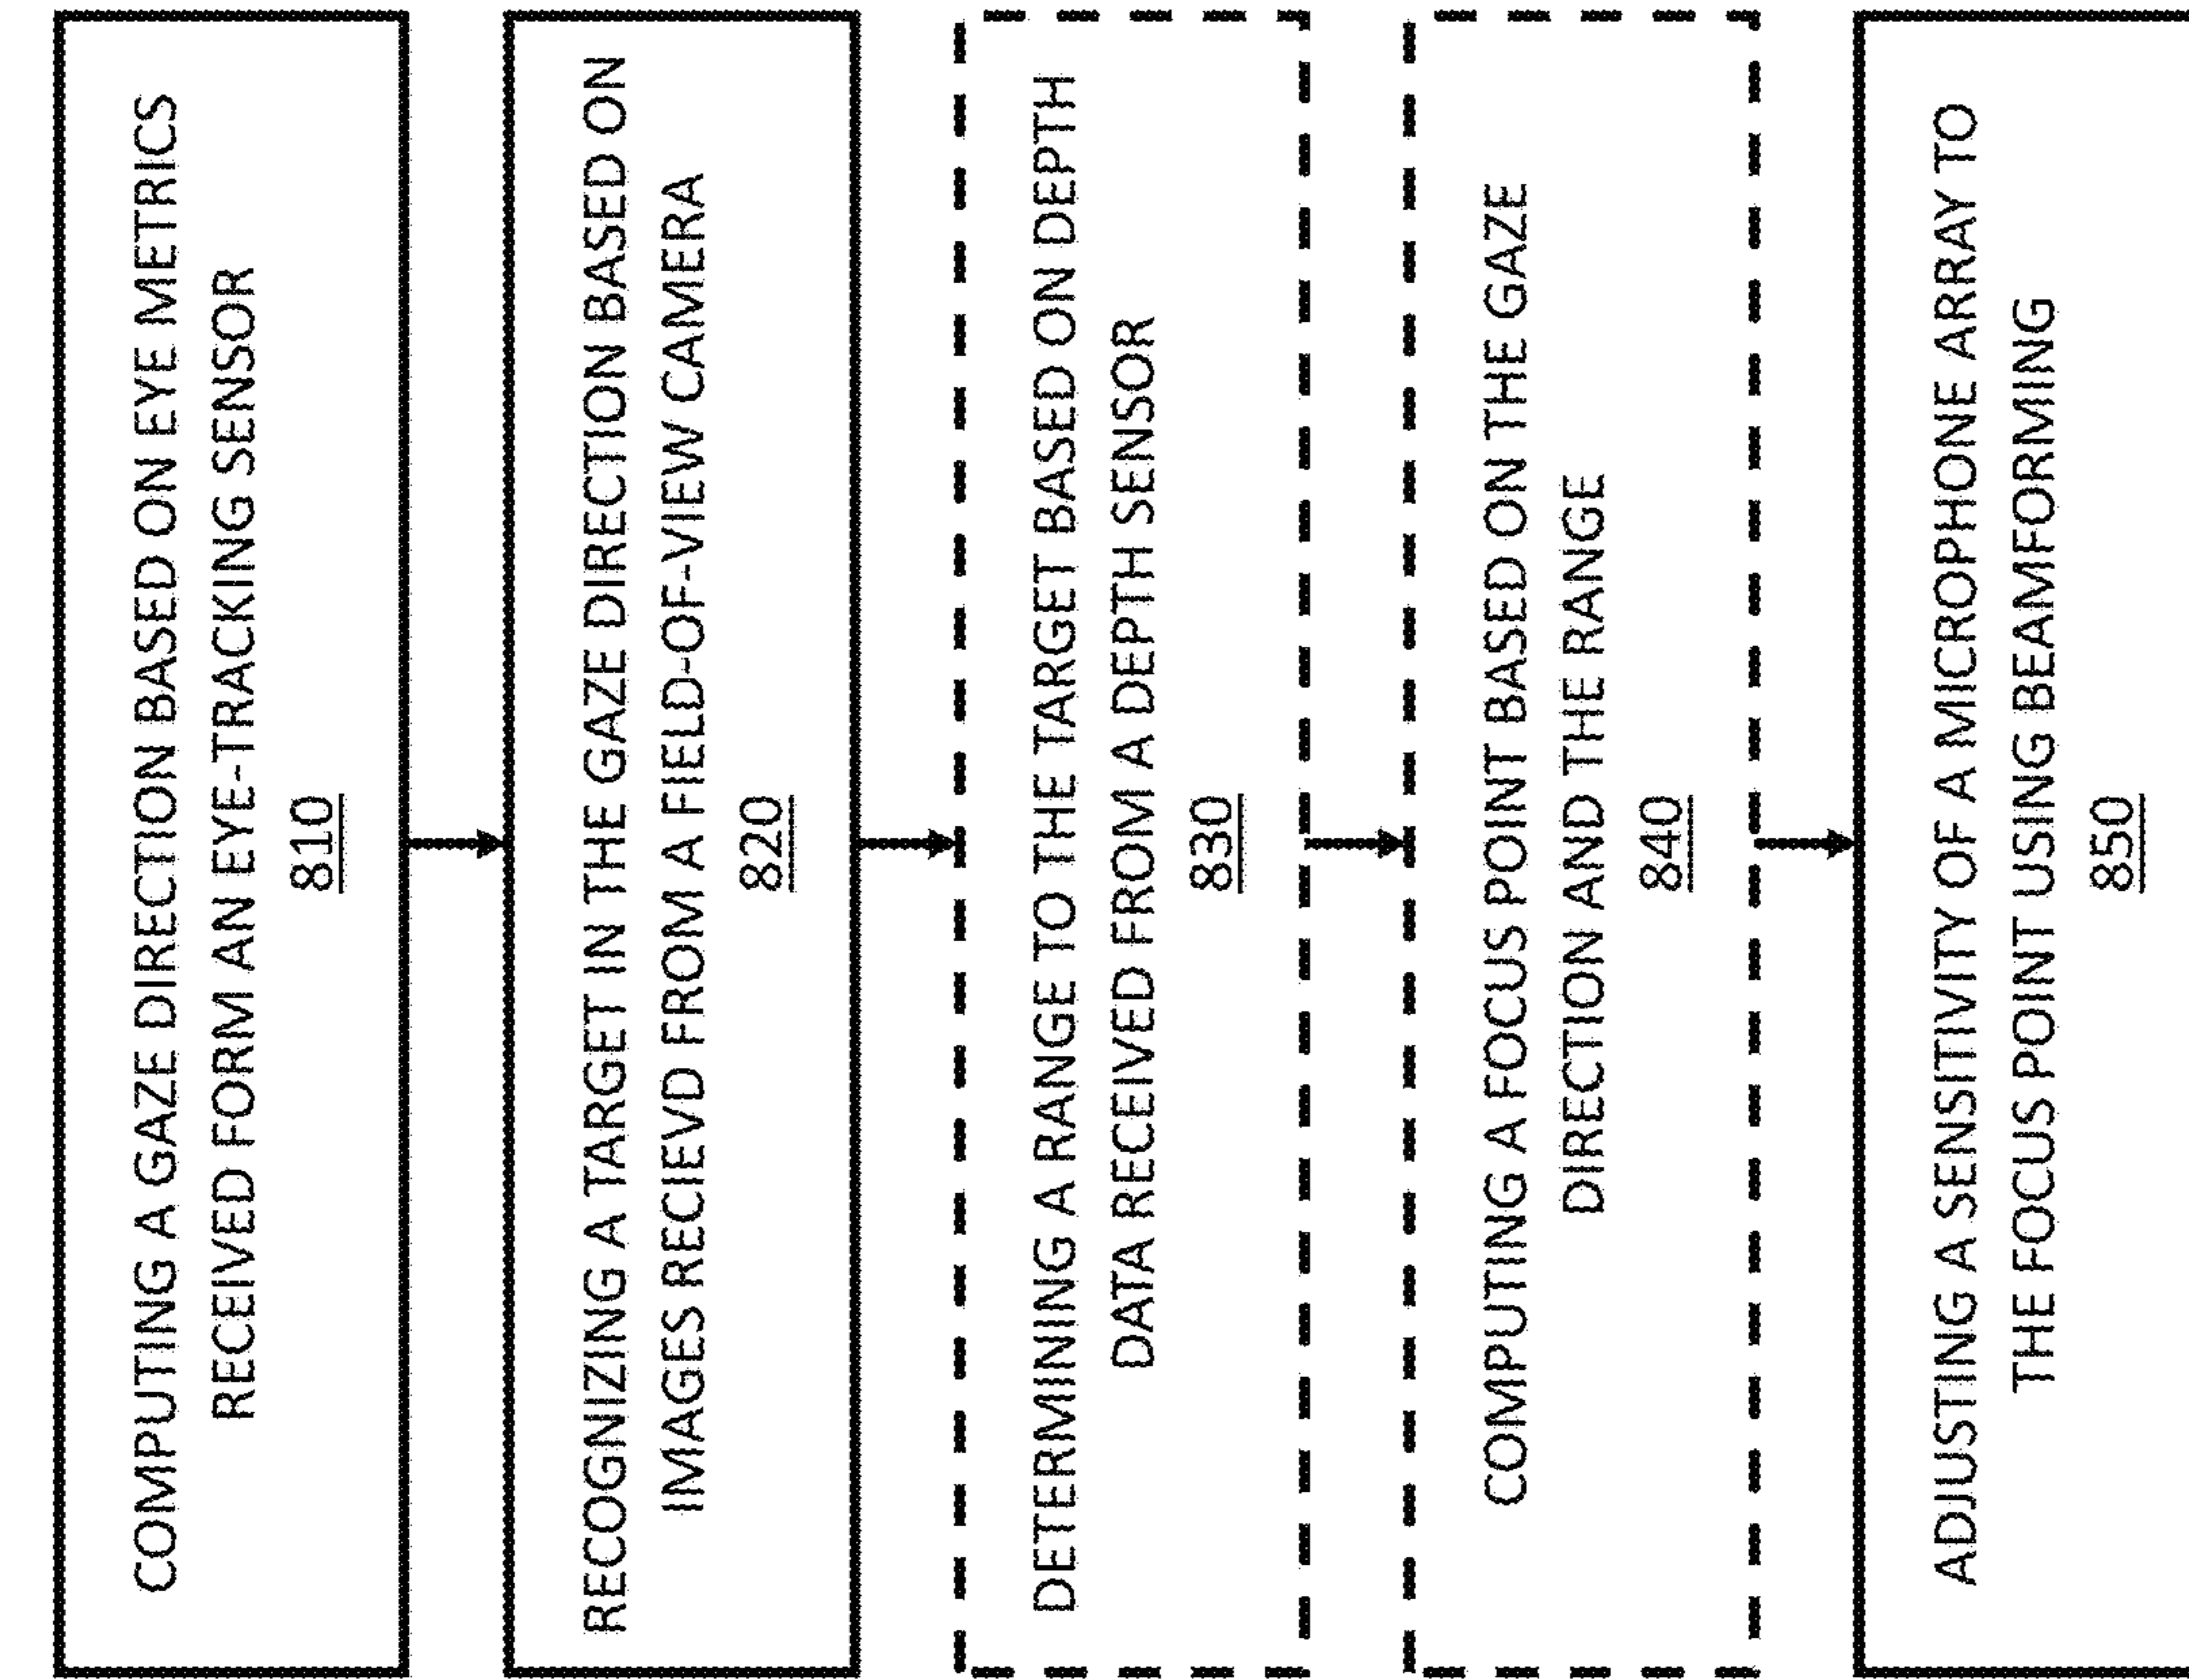 COMPUTING A GAZE DIRECTION BASED ON EYE METRICS
RECEIVED FORM AN EYE-TRACKING SENSOR
810
RECOGNIZING A TARGET IN THE GAZE DIRECTION BASED ON
IMAGES RECIEVD FROM A FIELD-OF-VIEW CAMERA
820
DETERMINING A RANGE TO THE TARGET BASED ON DEPTH
DATA RECEIVED FROM A DEPTH SENSOR
830
COMPUTING A FOCUS POINT BASED ON THE GAZE
DIRECTION AND THE RANGE
840
ADJUSTING A SENSITIVITY OF A MICROPHONE ARRAY TO
THE FOCUS POINT USING BEAMFORMING
850